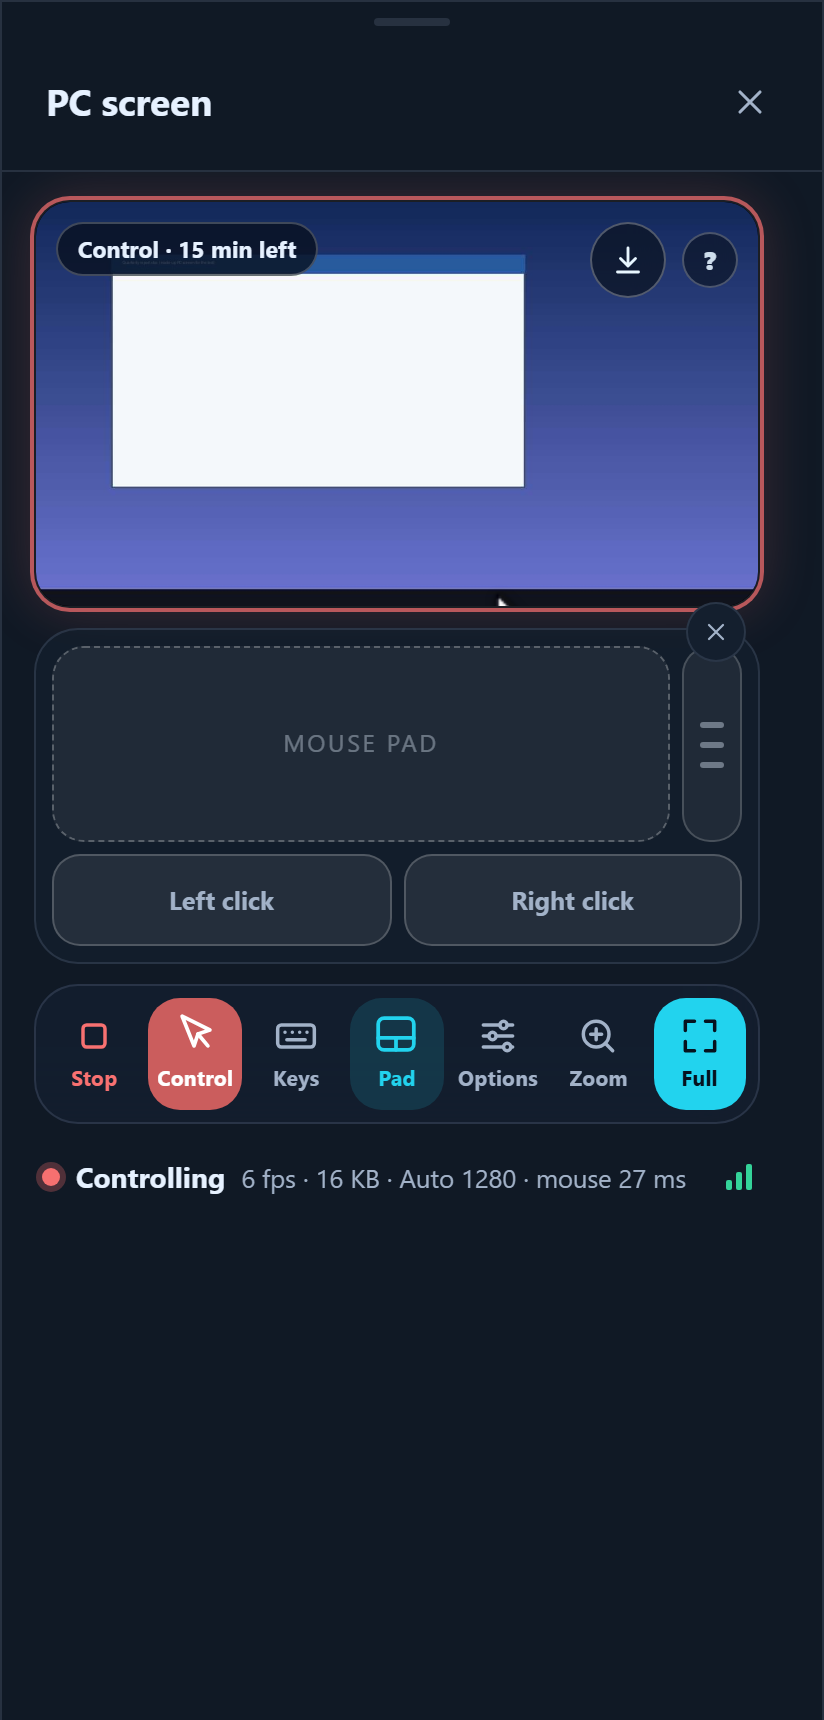 PC screen
Control · 15 min left
?
MOUSE PAD
Left click
Right click
Stop
Control
Keys
Pad
Options
Zoom
Full
Controlling 6 fps · 16 KB · Auto 1280 · mouse 27 ms